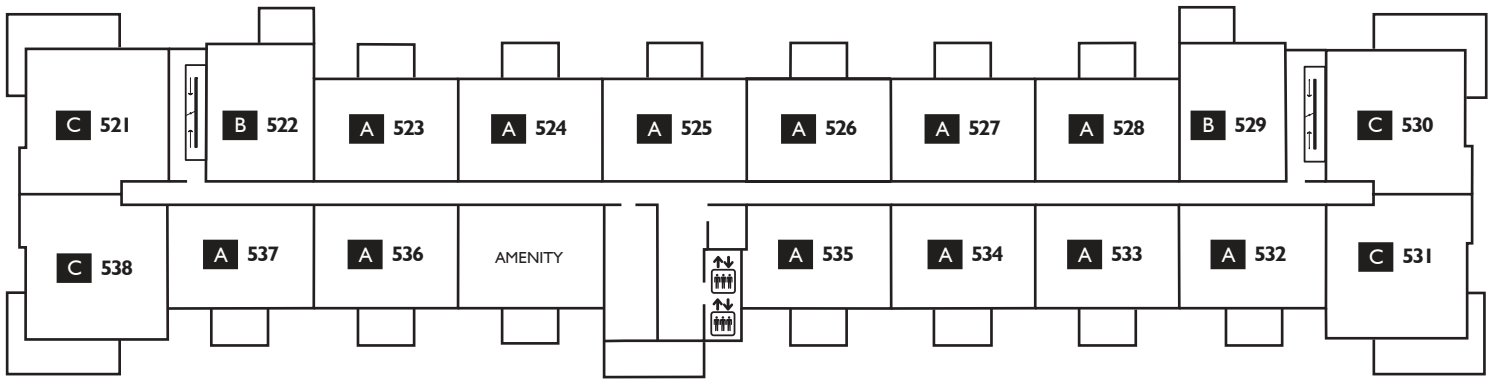 C 521
B 522
A 523
A 524
A 525
A 526
A 527
A 528
B 529
C 530
C 538
A 537
A 536
AMENITY
A 535
A 534
A 533
A 532
C 531